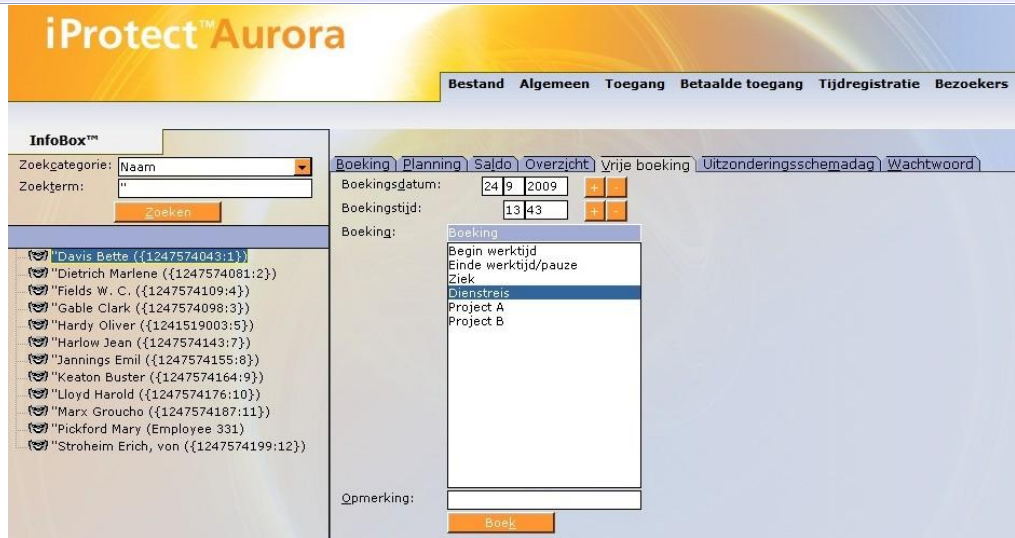 iProtect™Aurora
Bestand Algemeen Toegang Betaalde toegang Tijdregistratie Bezoekers
InfoBox™
Zoekcategorie: Naam
Zoekterm: "
Zoeken
"Davis Bette ({1247574043:1})
"Dietrich Marlene ({1247574081:2})
"Fields W. C. ({1247574109:4})
"Gable Clark ({1247574098:3})
"Hardy Oliver ({1241519003:5})
"Harlow Jean ({1247574143:7})
"Jannings Emil ({1247574155:8})
"Keaton Buster ({1247574164:9})
"Lloyd Harold ({1247574176:10})
"Marx Groucho ({1247574187:11})
"Pickford Mary (Employee 331)
"Stroheim Erich, von ({1247574199:12})
Boeking Planning Saldo Overzicht Vrije boeking Uitzonderingsschemadag Wachtwoord
Boekingsdatum: 24 9 2009 + -
Boekingstijd: 13 43 + -
Boeking: Boeking
Begin werktijd
Einde werktijd/pauze
Ziek
Dienstreis
Project A
Project B
Opmerking:
Boek